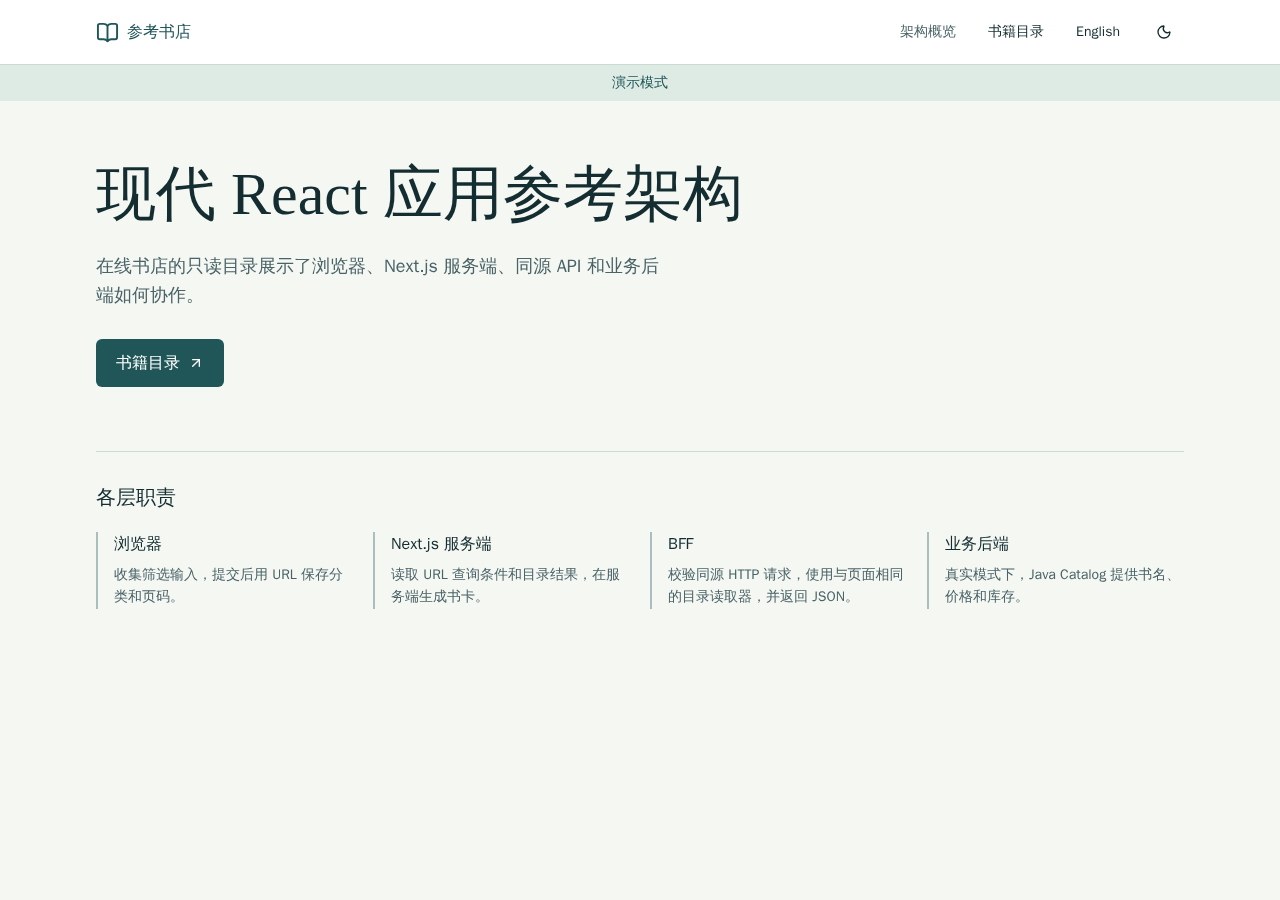 参考书店
架构概览
书籍目录
English
演示模式
现代 React 应用参考架构
在线书店的只读目录展示了浏览器、Next.js 服务端、同源 API 和业务后
端如何协作。
书籍目录
各层职责
浏览器
收集筛选输入，提交后用 URL 保存分
类和页码。
Next.js 服务端
读取 URL 查询条件和目录结果，在服
务端生成书卡。
BFF
校验同源 HTTP 请求，使用与页面相同
的目录读取器，并返回 JSON。
业务后端
真实模式下，Java Catalog 提供书名、
价格和库存。